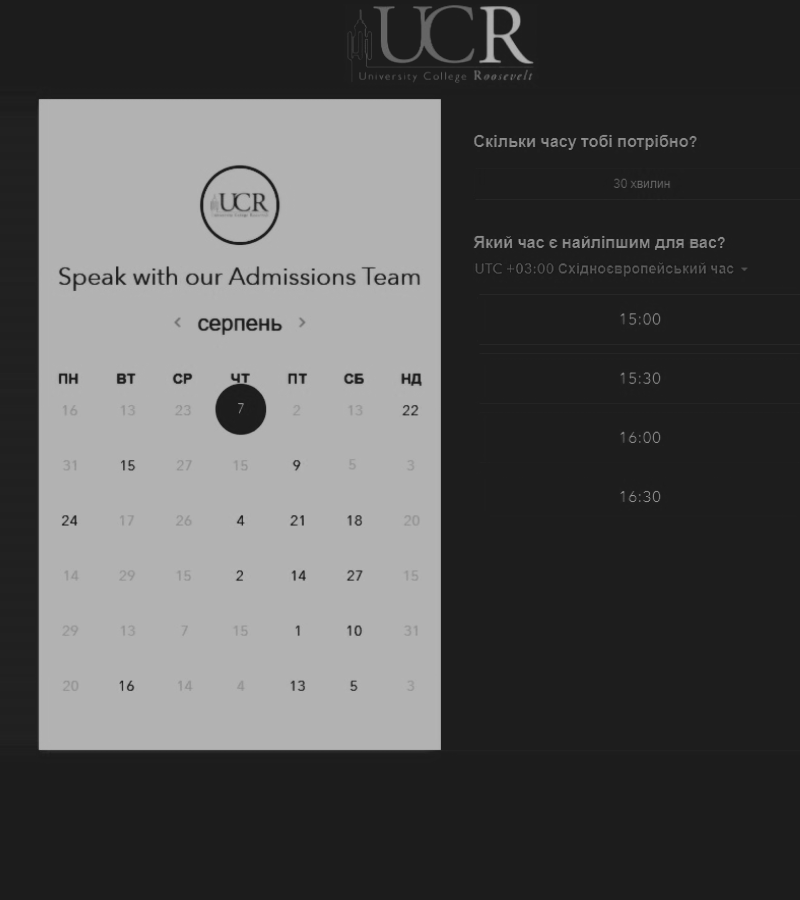 UCR
University College Roosevelt
UCR
University College Roosevelt
Speak with our Admissions Team
< серпень >
ПН ВТ СР ЧТ ПТ СБ НД
16 13 23 7 2 13 22
31 15 27 15 9 5 3
24 17 26 4 21 18 20
14 29 15 2 14 27 15
29 13 7 15 1 10 31
20 16 14 4 13 5 3
Скільки часу тобі потрібно?
30 хвилин
Який час є найліпшим для вас?
UTC +03:00 Східноєвропейський час
15:00
15:30
16:00
16:30